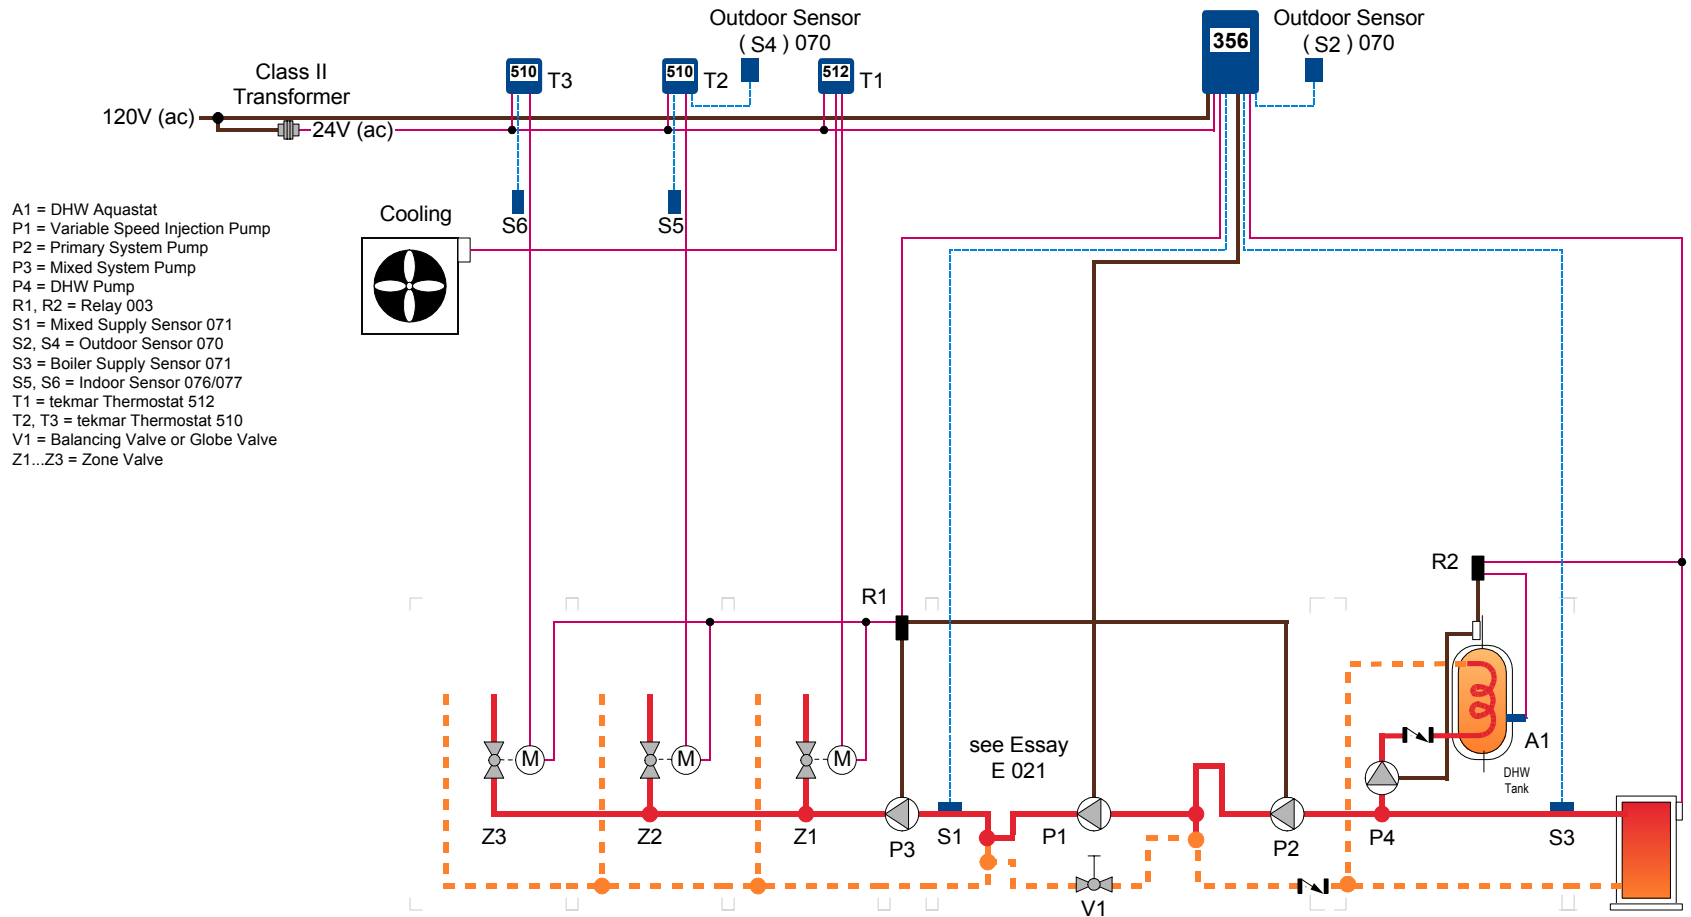 Outdoor Sensor
( S4 ) 070
Outdoor Sensor
( S2 ) 070
356
510
T3
510
T2
512
T1
Class II
Transformer
120V (ac)
24V (ac)
A1 = DHW Aquastat
P1 = Variable Speed Injection Pump
P2 = Primary System Pump
P3 = Mixed System Pump
P4 = DHW Pump
R1, R2 = Relay 003
S1 = Mixed Supply Sensor 071
S2, S4 = Outdoor Sensor 070
S3 = Boiler Supply Sensor 071
S5, S6 = Indoor Sensor 076/077
T1 = tekmar Thermostat 512
T2, T3 = tekmar Thermostat 510
V1 = Balancing Valve or Globe Valve
Z1...Z3 = Zone Valve
Cooling
S6
S5
R1
R2
see Essay
E 021
M
M
M
A1
DHW
Tank
Z3
Z2
Z1
P3
S1
P1
P2
P4
S3
V1